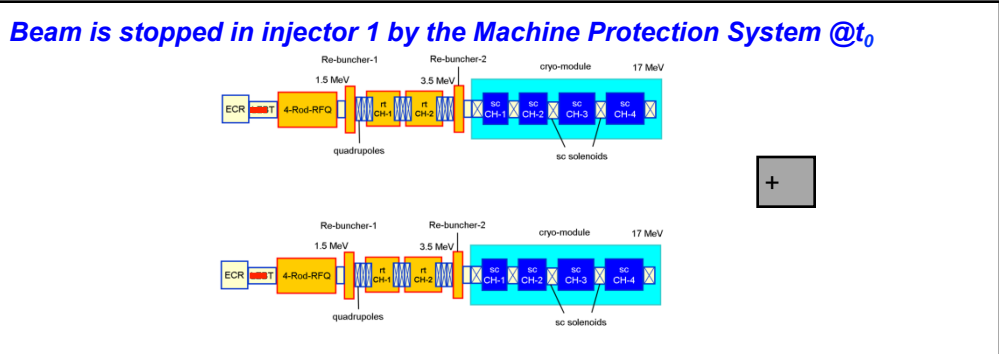 Beam is stopped in injector 1 by the Machine Protection System @t0
Re-buncher-1 Re-buncher-2
cryo-module 17 MeV
1.5 MeV 3.5 MeV
ECR T 4-Rod-RFQ rt CH-1 rt CH-2 sc CH-1 sc CH-2 sc CH-3 sc CH-4
quadrupoles
sc solenoids
+
Re-buncher-1 Re-buncher-2
cryo-module 17 MeV
1.5 MeV 3.5 MeV
ECR T 4-Rod-RFQ rt CH-1 rt CH-2 sc CH-1 sc CH-2 sc CH-3 sc CH-4
quadrupoles
sc solenoids